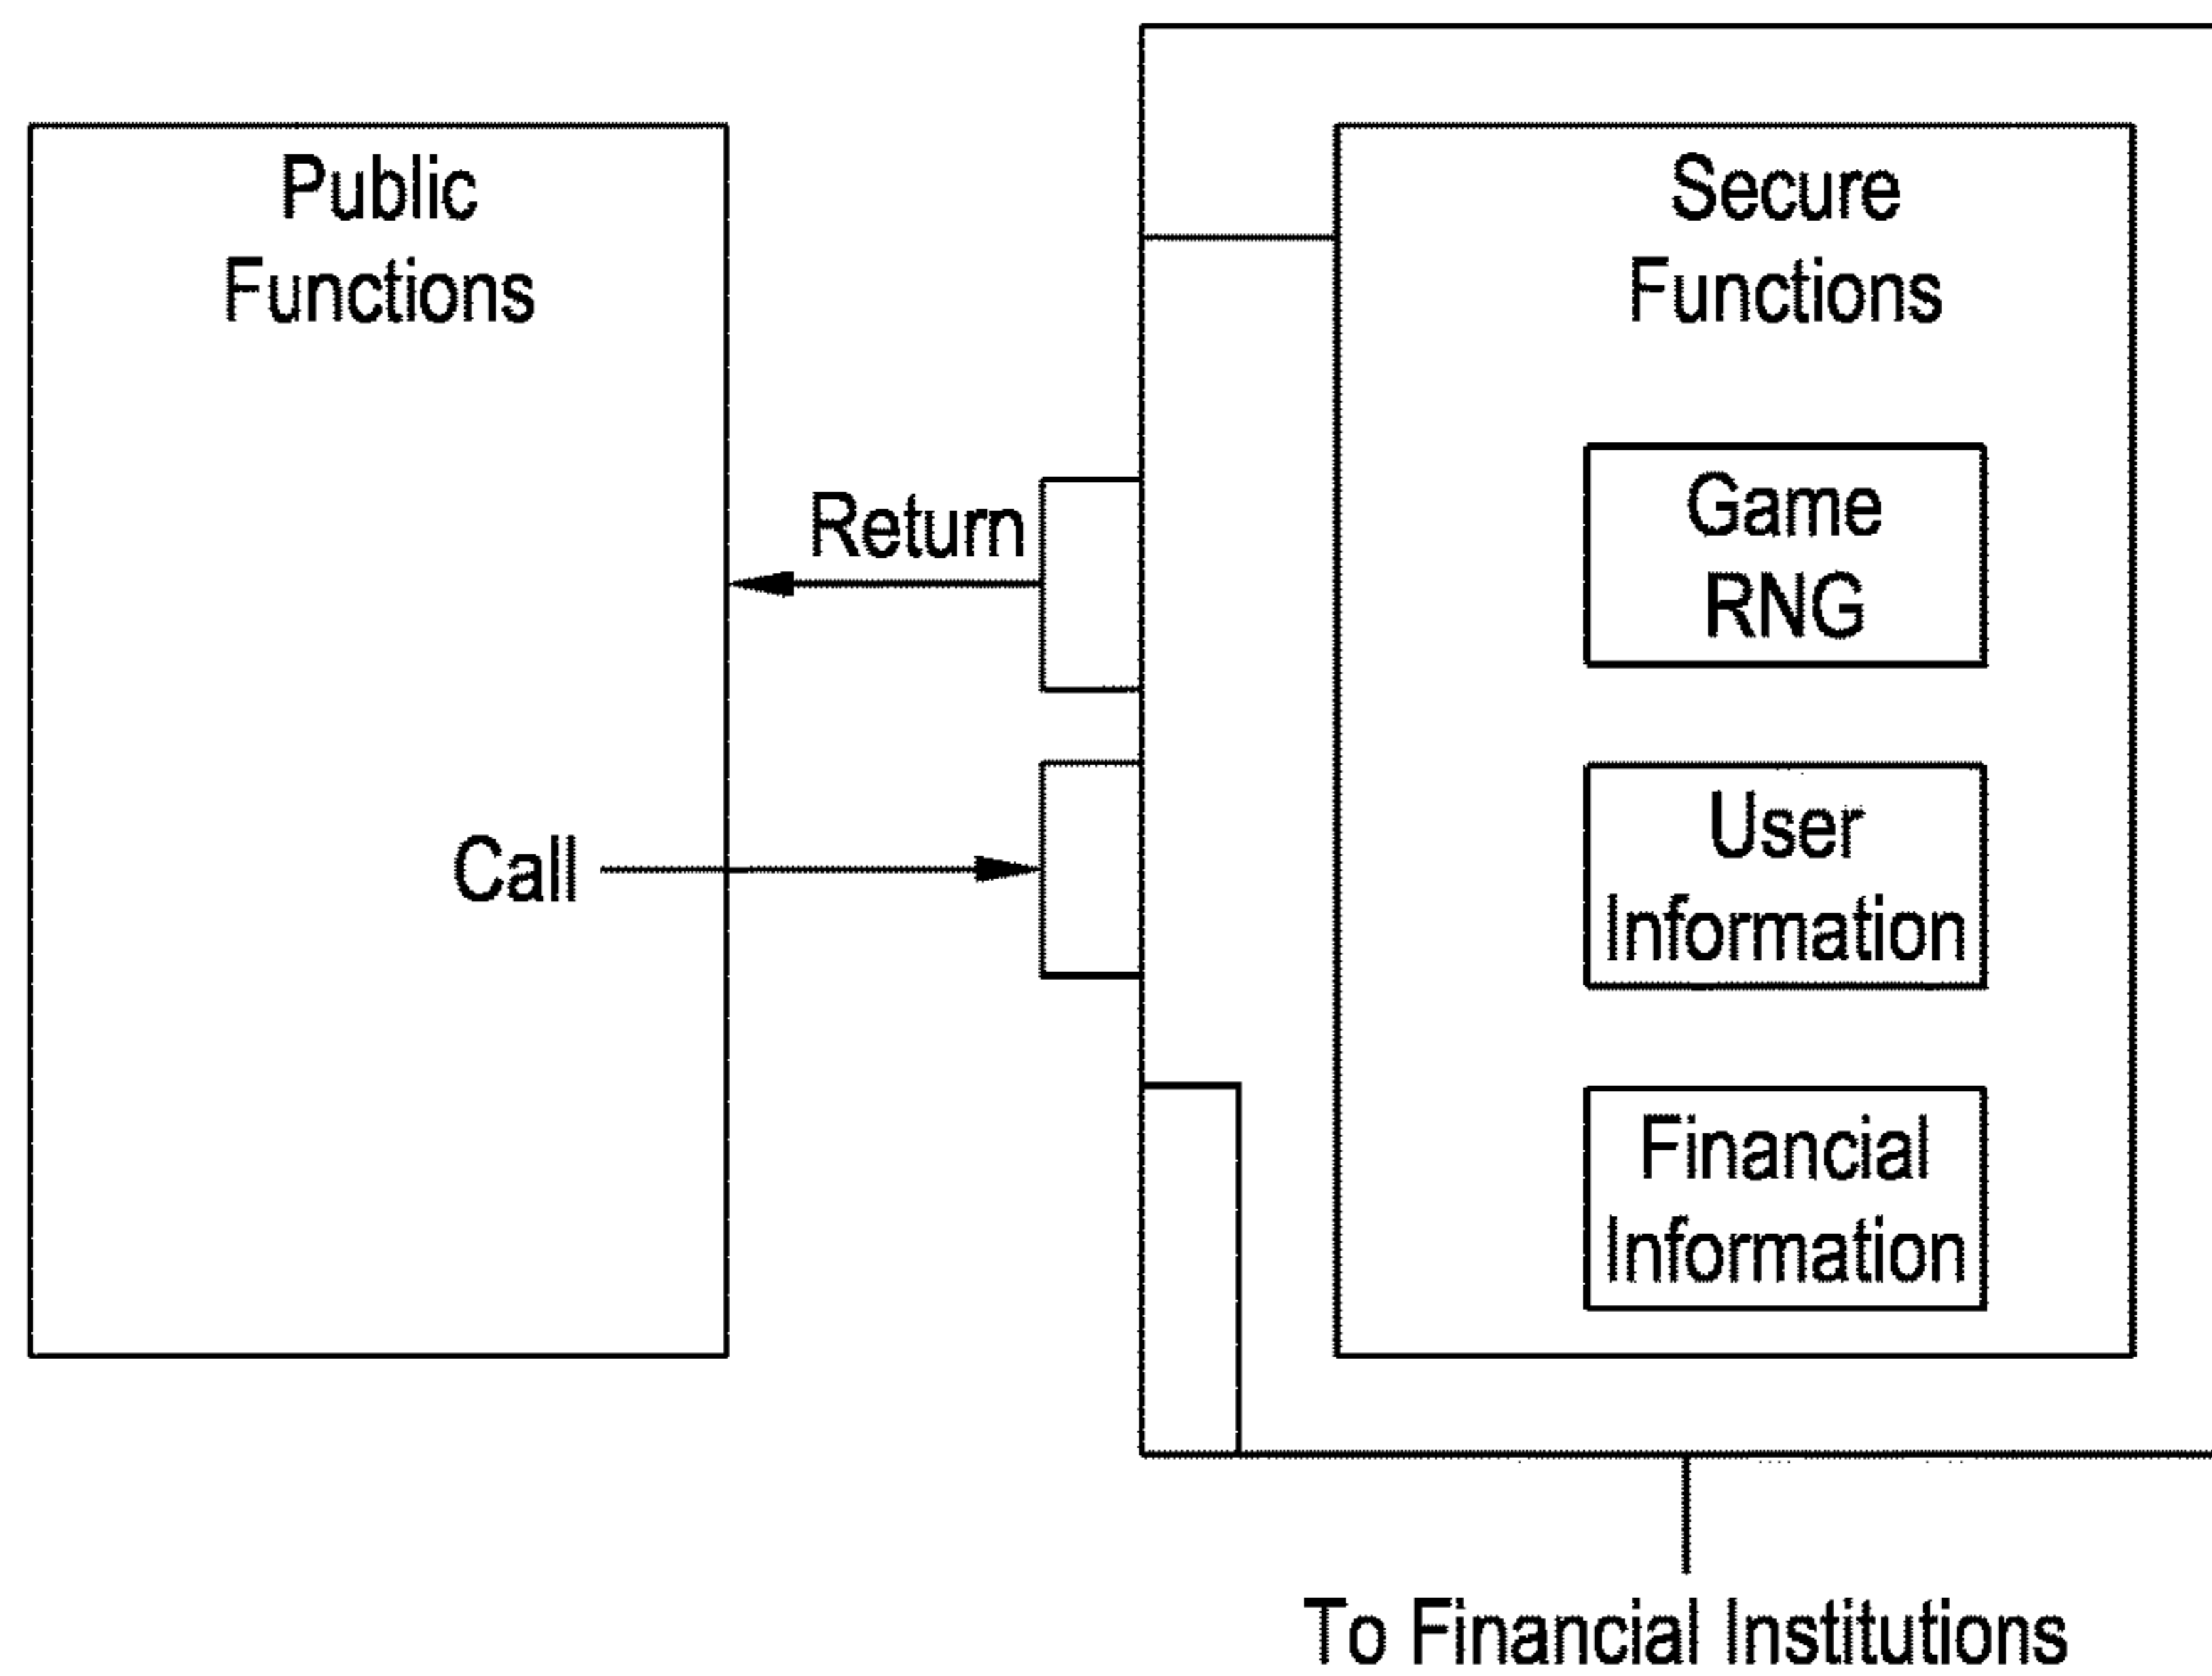 Public
Functions
Return
Call
Secure
Functions
Game
RNG
User
Information
Financial
Information
To Financial Institutions